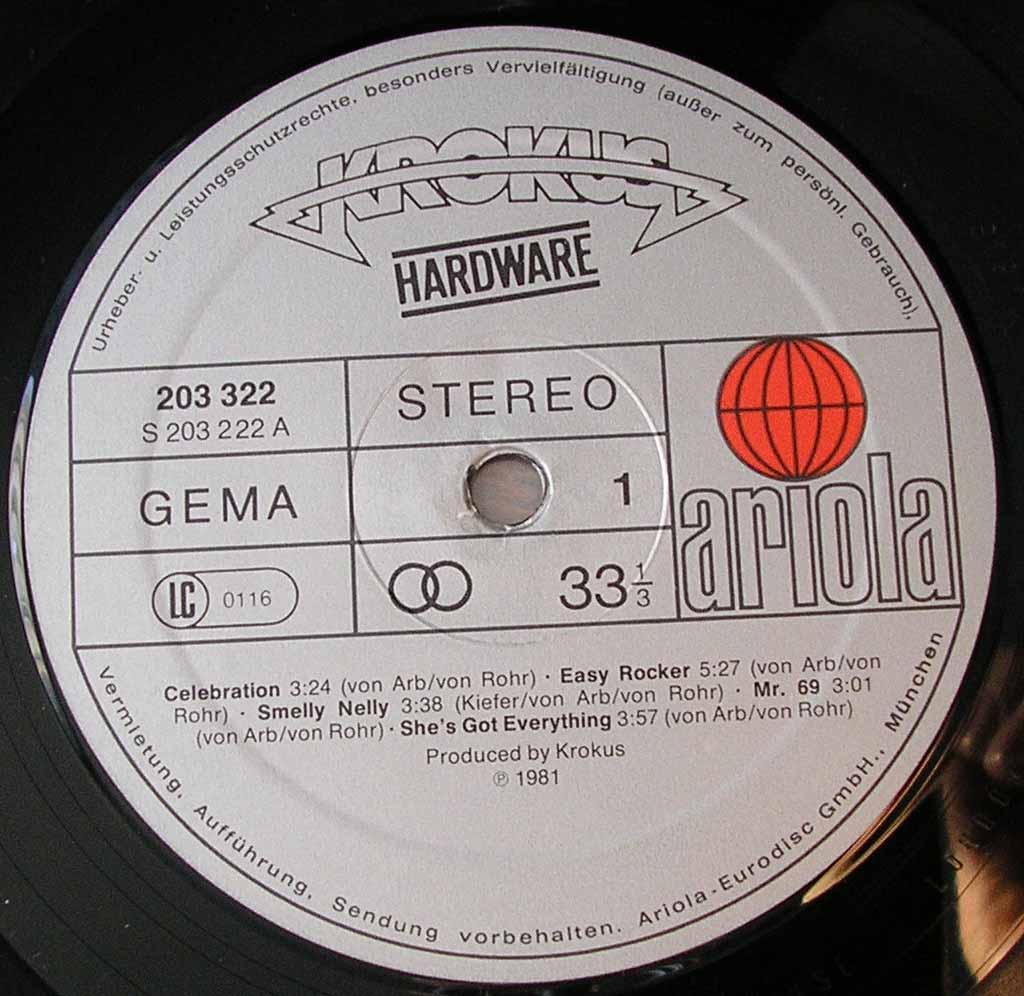 Urheber- u. Leistungsschutzrechte, besonders Vervielfältigung (außer zum persönl. Gebrauch),
KROKUS
HARDWARE
203 322
S 203 222 A
STEREO
GEMA
1
LC 0116
33 1/3
ariola
Celebration 3:24 (von Arb/von Rohr) · Easy Rocker 5:27 (von Arb/von
Rohr) · Smelly Nelly 3:38 (Kiefer/von Arb/von Rohr) · Mr. 69 3:01
(von Arb/von Rohr) · She's Got Everything 3:57 (von Arb/von Rohr)
Produced by Krokus
℗ 1981
Vermietung, Aufführung, Sendung vorbehalten. Ariola-Eurodisc GmbH., München